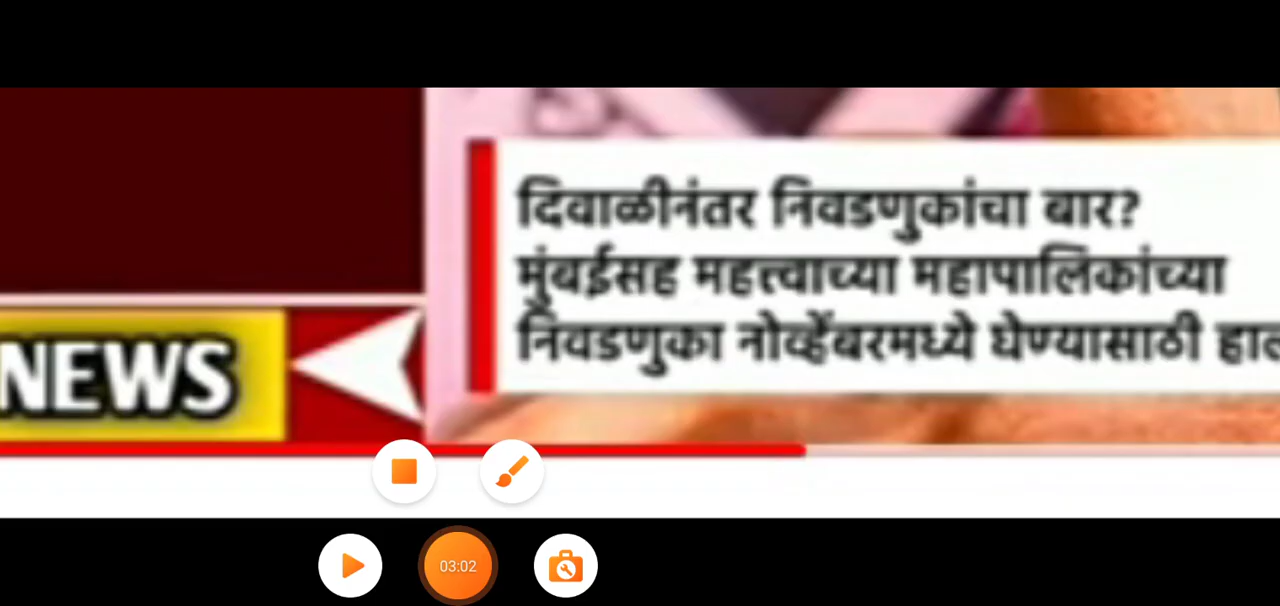 दिवाळीनंतर निवडणुकांचा बार?
मुंबईसह महत्त्वाच्या महापालिकांच्या
निवडणुका नोव्हेंबरमध्ये घेण्यासाठी
NEWS
03:02